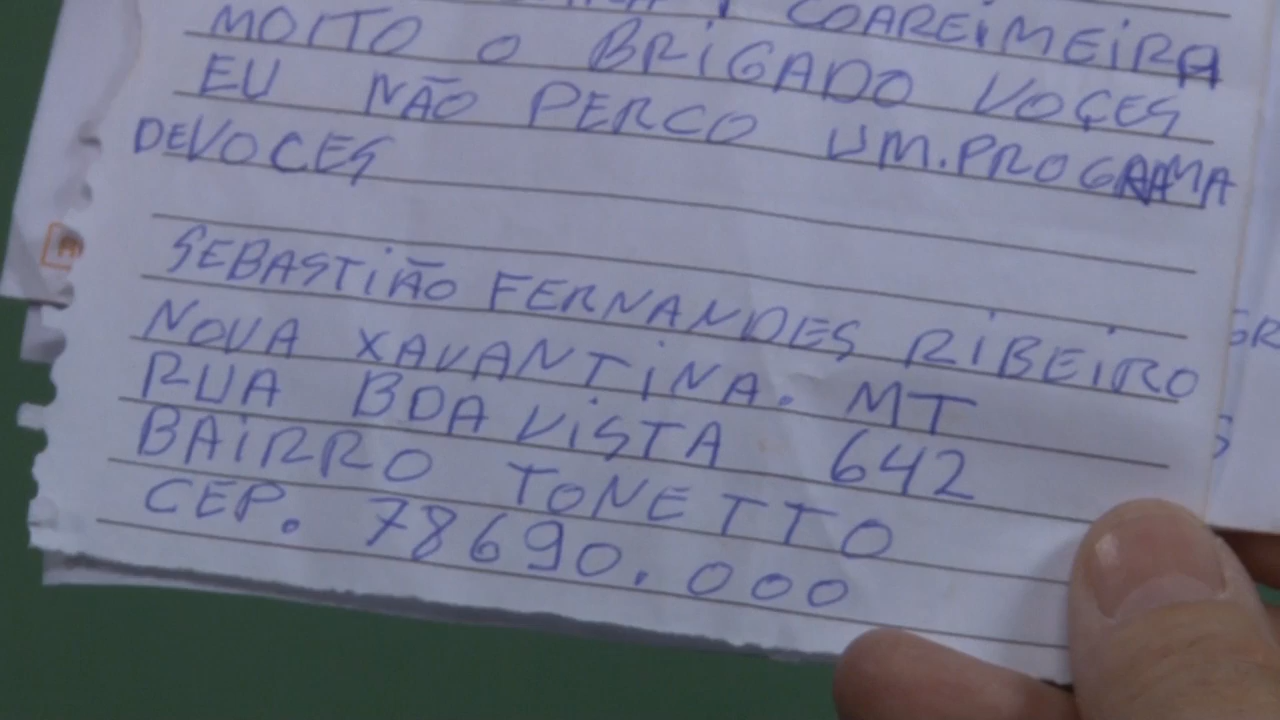 COAREIMEIRA
MOITO O BRIGADO VOÇES
EU NÃO PERCO UM.PROGRAMA
DEVOCES
SEBASTIÃO FERNANDES RIBEIRO
NOVA XAVANTINA. MT
RUA BOA VISTA 642
BAIRRO TONETTO
CEP. 78690.000